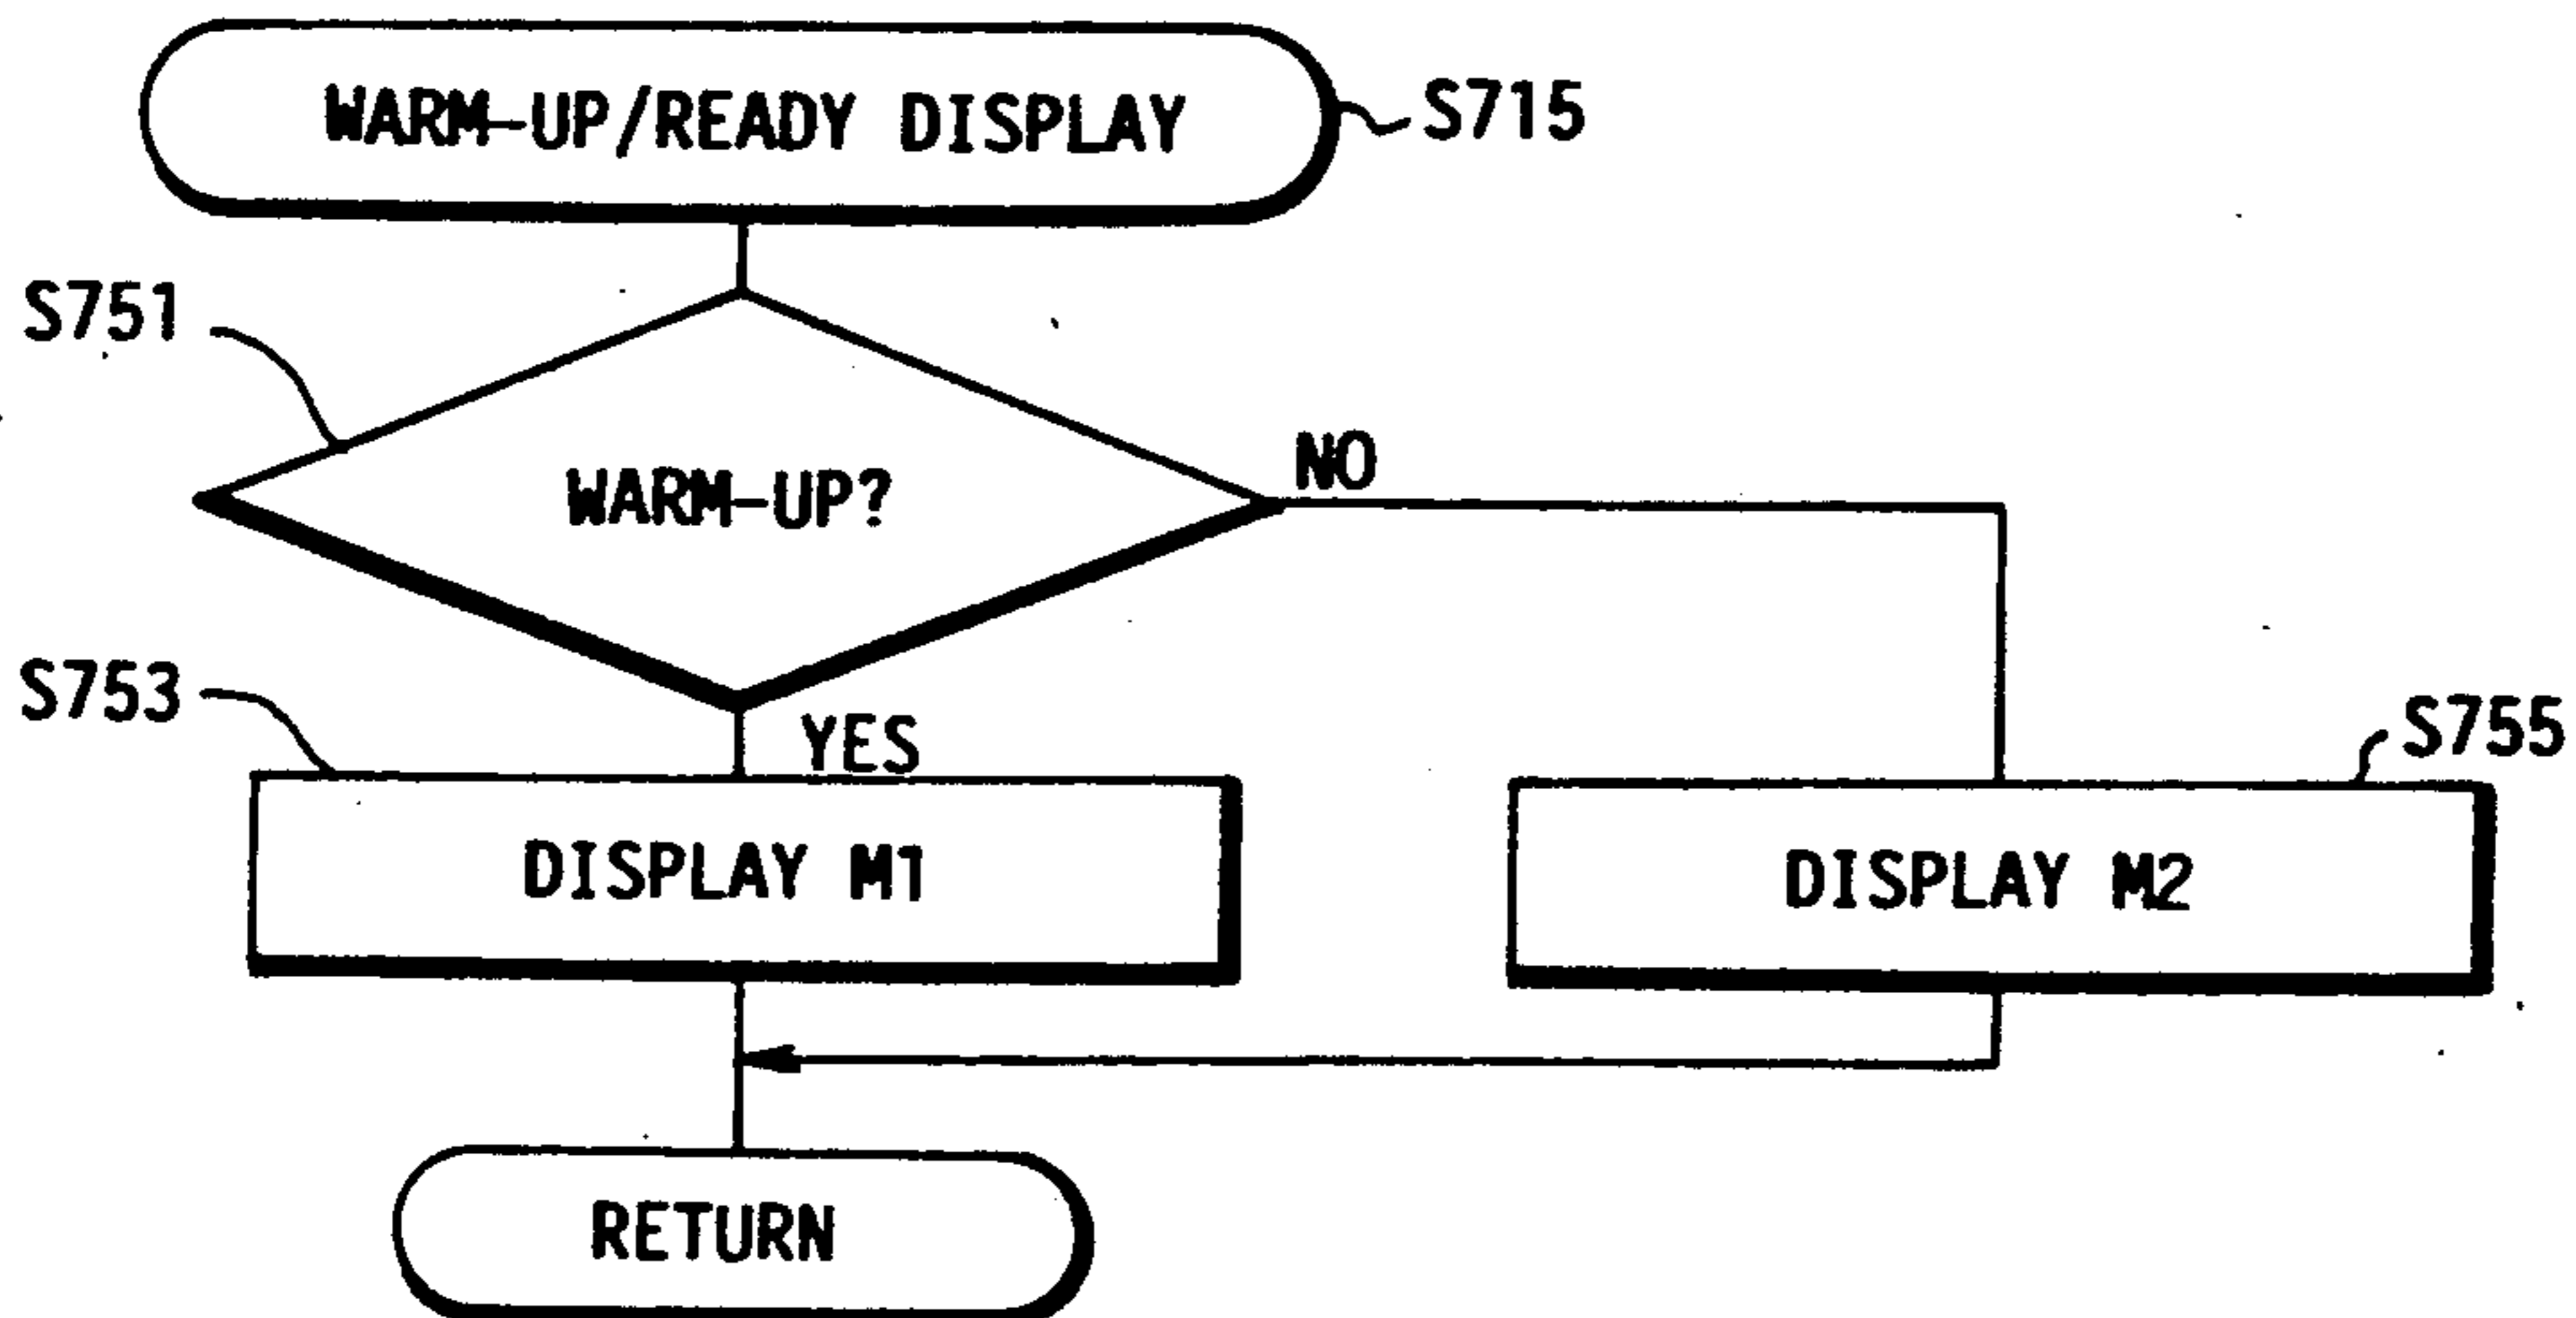 WARM-UP/READY DISPLAY
S715
S751
WARM-UP?
NO
S753
YES
S755
DISPLAY M1
DISPLAY M2
RETURN